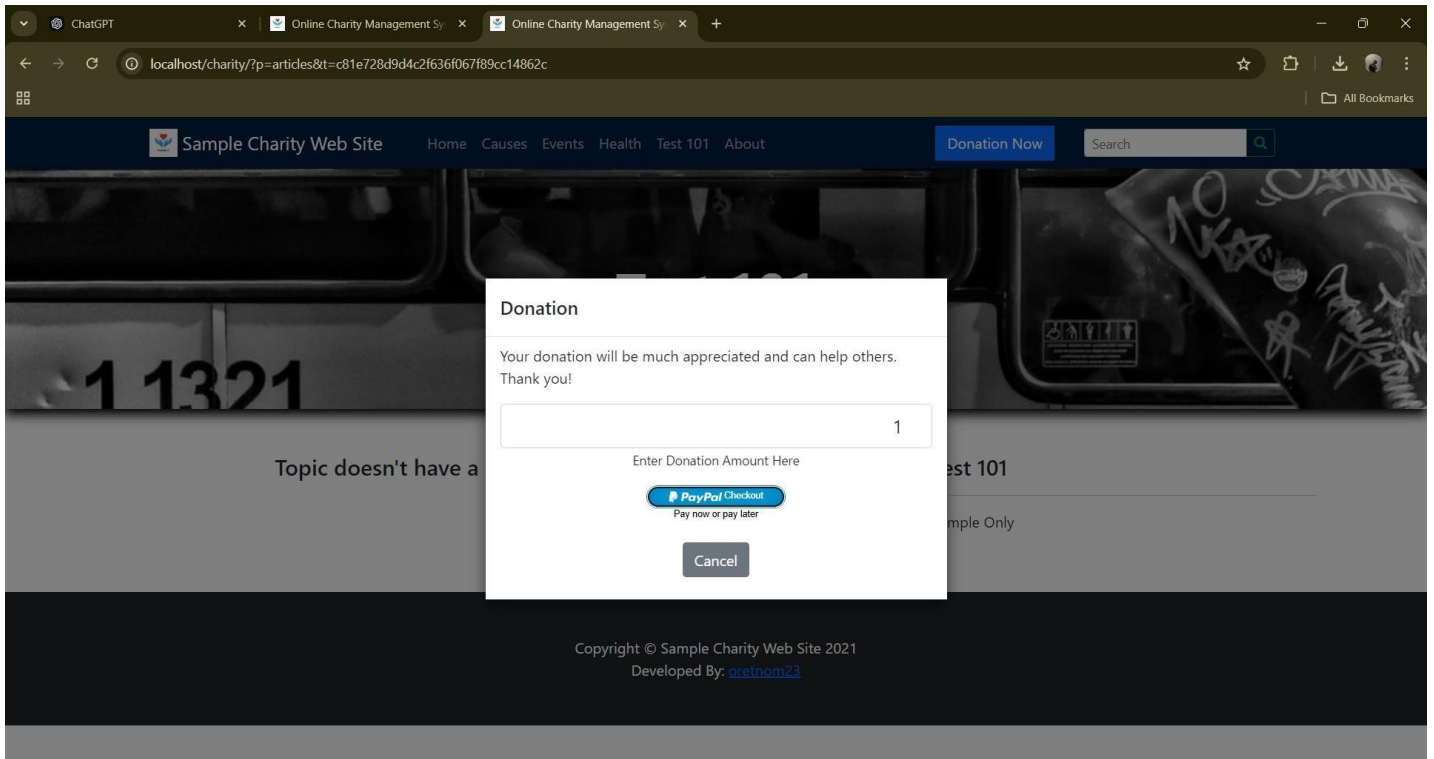 ChatGPT
Online Charity Management Sy
Online Charity Management Sy
localhost/charity/?p=articles&t=c81e728d9d4c2f636f067f89cc14862c
All Bookmarks
Sample Charity Web Site Home Causes Events Health Test 101 About Donation Now Search
NO
1 1321
Donation
Your donation will be much appreciated and can help others.
Thank you!
1
Enter Donation Amount Here
PayPal Checkout
Pay now or pay later
Cancel
Topic doesn't have a
est 101
mple Only
Copyright © Sample Charity Web Site 2021
Developed By: oretnom23